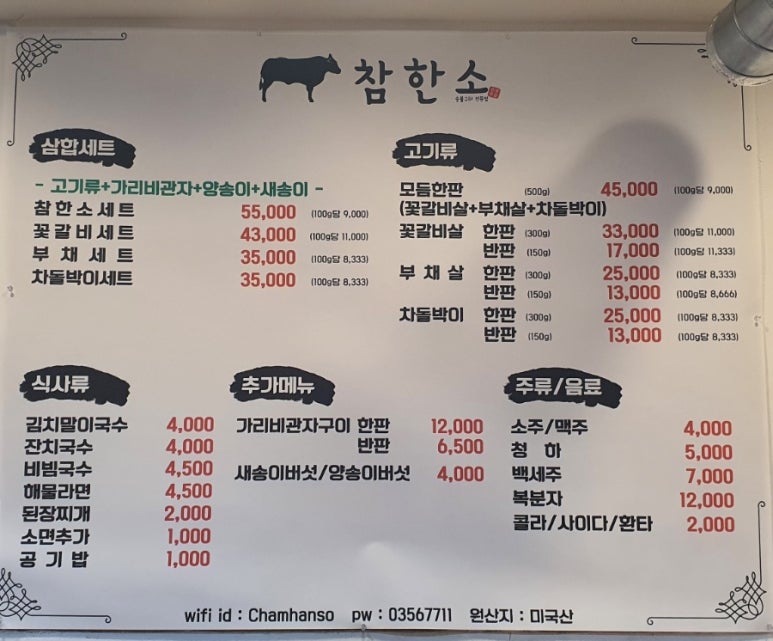 참한소
숯불구이 전문점
삼합세트
- 고기류+가리비관자+양송이+새송이 -
참한소세트 55,000 (100g당 9,000)
꽃갈비세트 43,000 (100g당 11,000)
부채세트 35,000 (100g당 8,333)
차돌박이세트 35,000 (100g당 8,333)
고기류
모듬한판 (500g) 45,000 (100g당 9,000)
(꽃갈비살+부채살+차돌박이)
꽃갈비살 한판 (300g) 33,000 (100g당 11,000)
반판 (150g) 17,000 (100g당 11,333)
부채살 한판 (300g) 25,000 (100g당 8,333)
반판 (150g) 13,000 (100g당 8,666)
차돌박이 한판 (300g) 25,000 (100g당 8,333)
반판 (150g) 13,000 (100g당 8,333)
식사류
김치말이국수 4,000
잔치국수 4,000
비빔국수 4,500
해물라면 4,500
된장찌개 2,000
소면추가 1,000
공기밥 1,000
추가메뉴
가리비관자구이 한판 12,000
반판 6,500
새송이버섯/양송이버섯 4,000
주류/음료
소주/맥주 4,000
청하 5,000
백세주 7,000
복분자 12,000
콜라/사이다/환타 2,000
wifi id : Chamhanso pw : 03567711 원산지 : 미국산